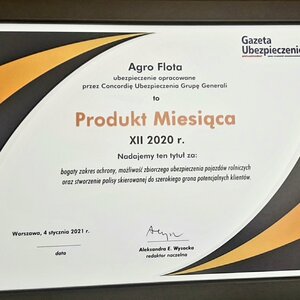 Gazeta
Ubezpieczeniowa
Agro Flota
ubezpieczenie opracowane
przez Concordię Ubezpieczenia Grupę Generali
to
Produkt Miesiąca
XII 2020 r.
Nadajemy ten tytuł za:
bogaty zakres ochrony, możliwość zbiorczego ubezpieczenia pojazdów rolniczych
oraz stworzenie polisy skierowanej do szerokiego grona potencjalnych klientów.
Warszawa, 4 stycznia 2021 r.
data
Aleksandra E. Wysocka
redaktor naczelna